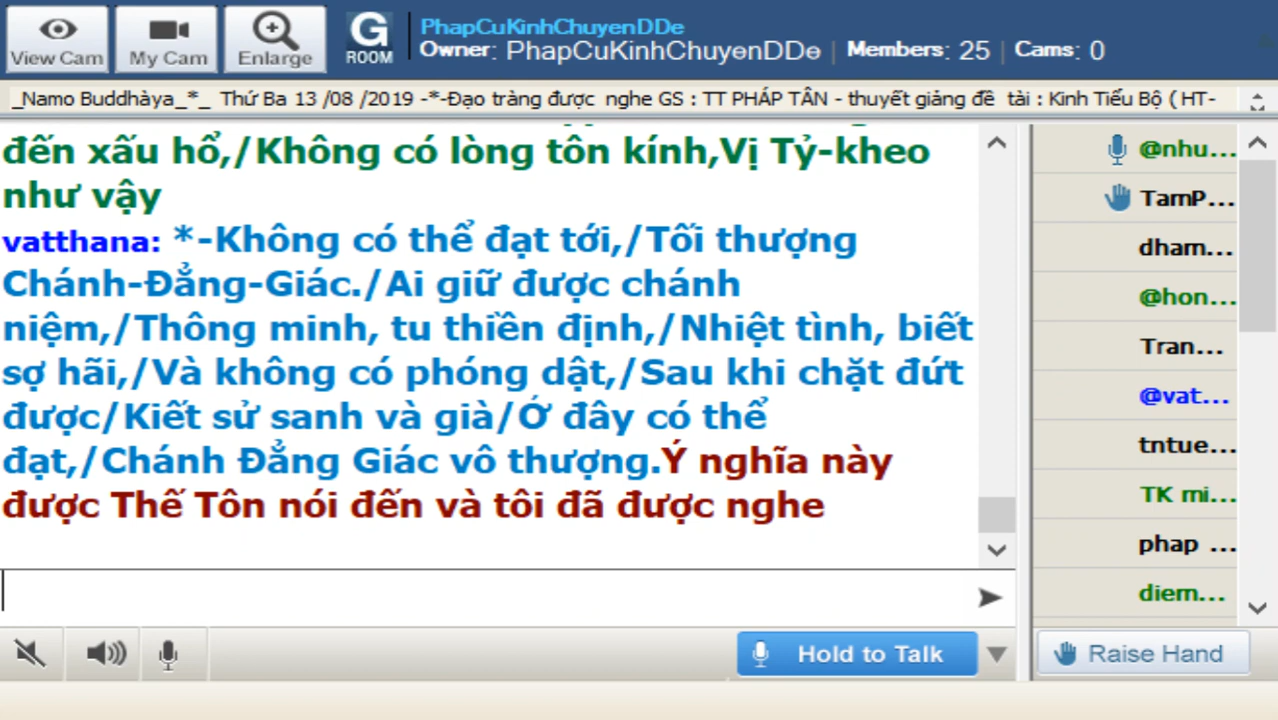 View Cam
My Cam
Enlarge
G ROOM
PhapCuKinhChuyenDDe
Owner: PhapCuKinhChuyenDDe | Members: 25 | Cams: 0
_Namo Buddhàya_*_ Thứ Ba 13 /08 /2019 -*-Đạo tràng được nghe GS : TT PHÁP TÂN - thuyết giảng đề tài : Kinh Tiểu Bộ ( HT-
đến xấu hổ,/Không có lòng tôn kính,Vị Tỷ-kheo
như vậy
vatthana: *-Không có thể đạt tới,/Tối thượng
Chánh-Đẳng-Giác./Ai giữ được chánh
niệm,/Thông minh, tu thiền định,/Nhiệt tình, biết
sợ hãi,/Và không có phóng dật,/Sau khi chặt đứt
được/Kiết sử sanh và già/Ớ đây có thể
đạt,/Chánh Đẳng Giác vô thượng.Ý nghĩa này
được Thế Tôn nói đến và tôi đã được nghe
@nhu...
TamP...
dham...
@hon...
Tran...
@vat...
tntue...
TK mi...
phap ...
diem...
Hold to Talk
Raise Hand